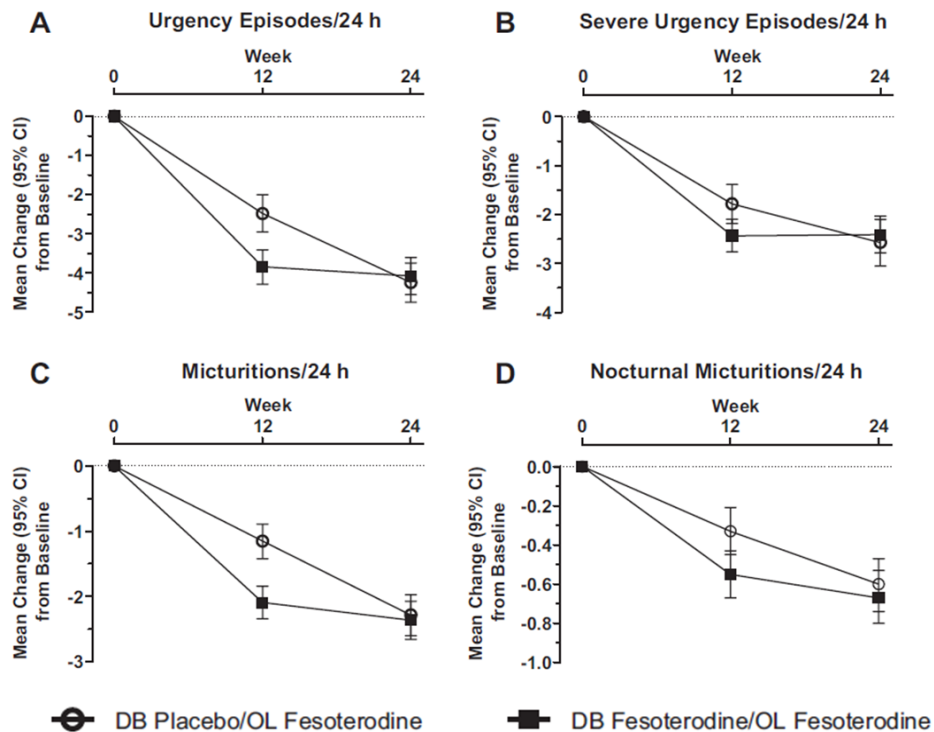 A Urgency Episodes/24 h
Week
0 12 24
0
-1
-2
-3
-4
-5
Mean Change (95% CI)
from Baseline
B Severe Urgency Episodes/24 h
Week
0 12 24
0
-1
-2
-3
-4
Mean Change (95% CI)
from Baseline
C Micturitions/24 h
Week
0 12 24
0
-1
-2
-3
Mean Change (95% CI)
from Baseline
D Nocturnal Micturitions/24 h
Week
0 12 24
0.0
-0.2
-0.4
-0.6
-0.8
-1.0
Mean Change (95% CI)
from Baseline
DB Placebo/OL Fesoterodine
DB Fesoterodine/OL Fesoterodine